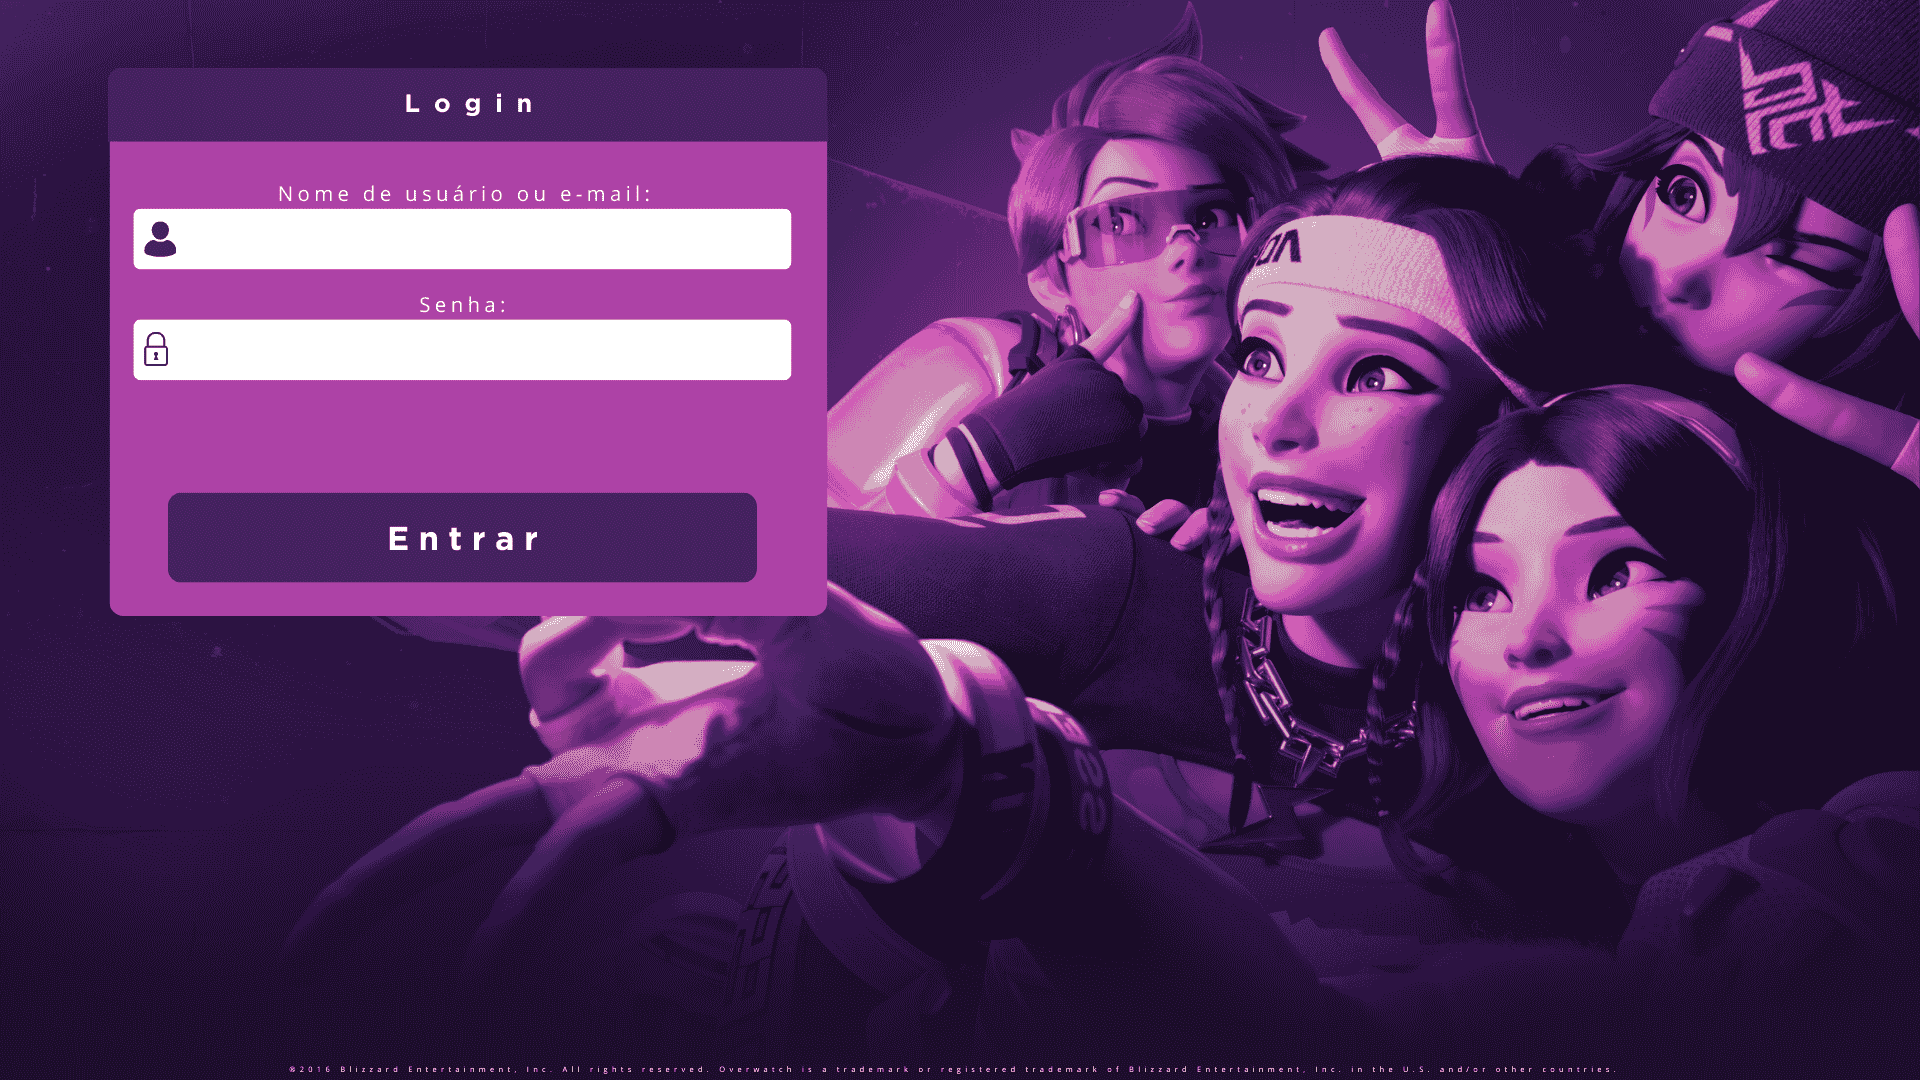 Login
Nome de usuário ou e-mail:
Senha:
Entrar
©2016 Blizzard Entertainment, Inc. All rights reserved. Overwatch is a trademark or registered trademark of Blizzard Entertainment, Inc. in the U.S. and/or other countries.